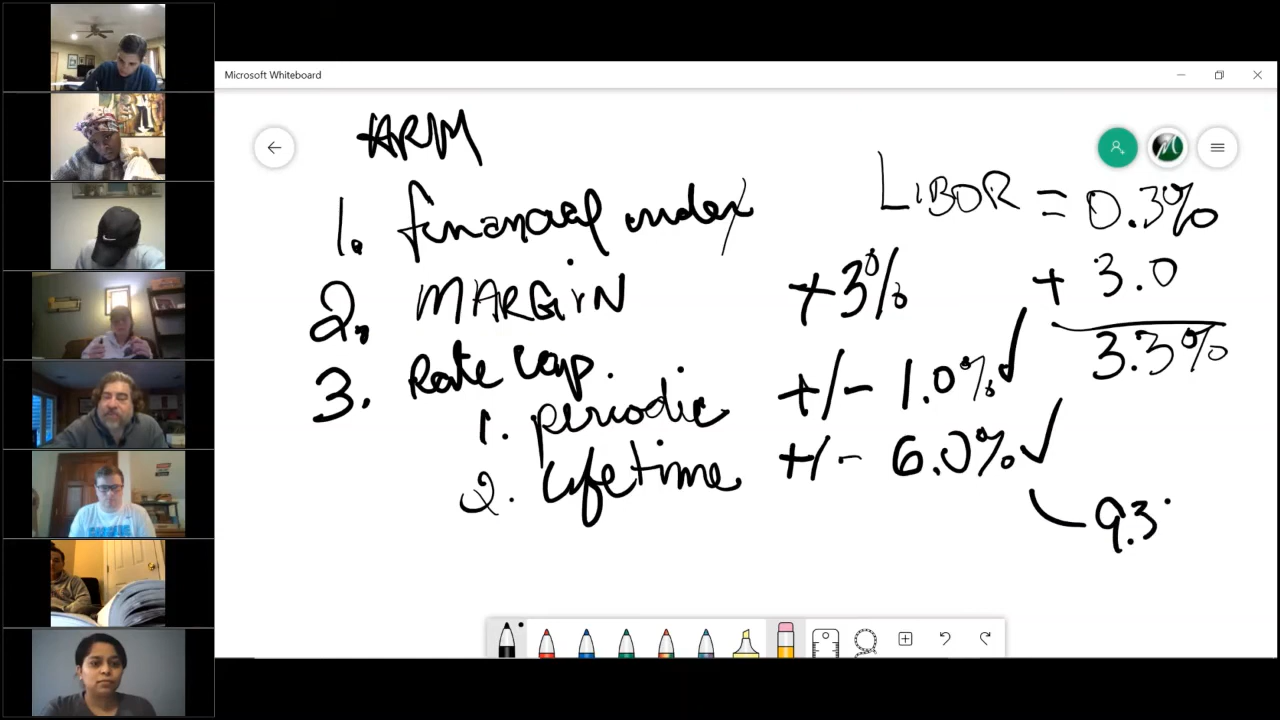 Microsoft Whiteboard
ARM
LIBOR = 0.3%
1. financial index
2. MARGIN +3% + 3.0
3.3%
3. Rate cap.
1. periodic +/- 1.0% ✓
2. lifetime +/- 6.0% ✓
9.3